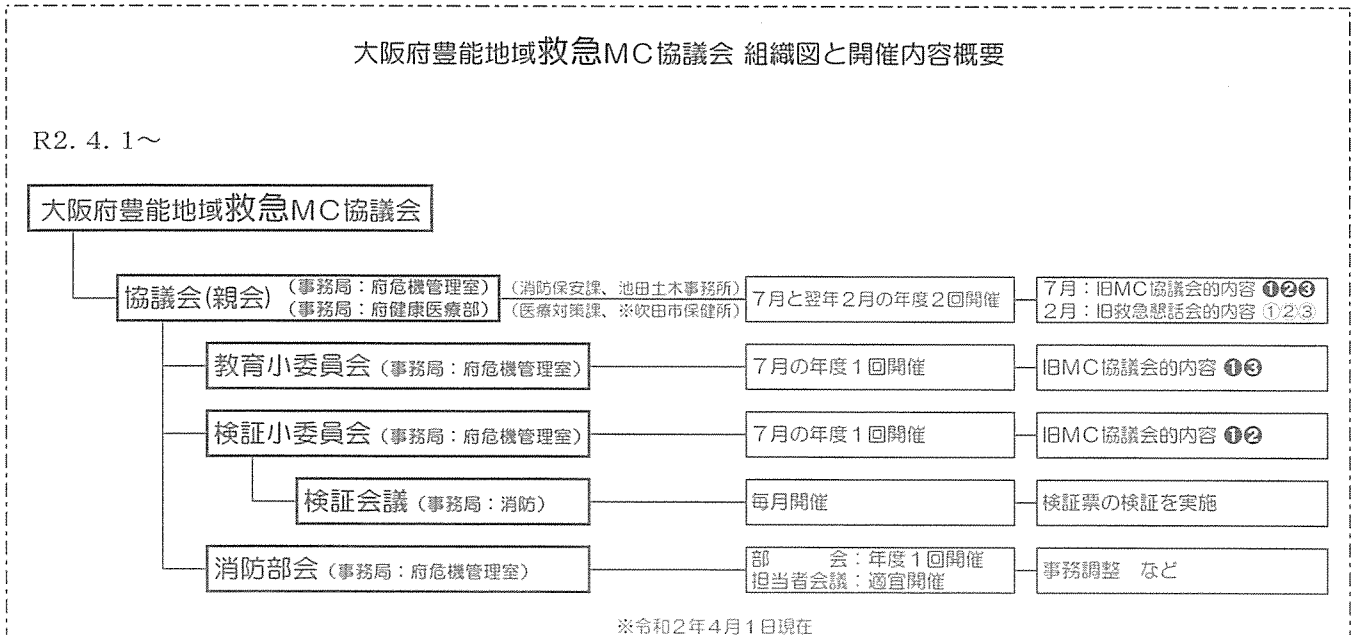 大阪府豊能地域救急MC協議会 組織図と開催内容概要
R2.4.1～
大阪府豊能地域救急MC協議会
協議会(親会) (事務局：府危機管理室) (消防保安課、池田土木事務所) 7月と翌年2月の年度2回開催 7月：旧MC協議会的内容 ❶❷❸
(事務局：府健康医療部) (医療対策課、※吹田市保健所) 2月：旧救急懇話会的内容 ①②③
教育小委員会 (事務局：府危機管理室) 7月の年度1回開催 旧MC協議会的内容 ❶❸
検証小委員会 (事務局：府危機管理室) 7月の年度1回開催 旧MC協議会的内容 ❶❷
検証会議 (事務局：消防) 毎月開催 検証票の検証を実施
消防部会 (事務局：府危機管理室) 部　　会：年度1回開催 事務調整　など
担当者会議：適宜開催
※令和2年4月1日現在